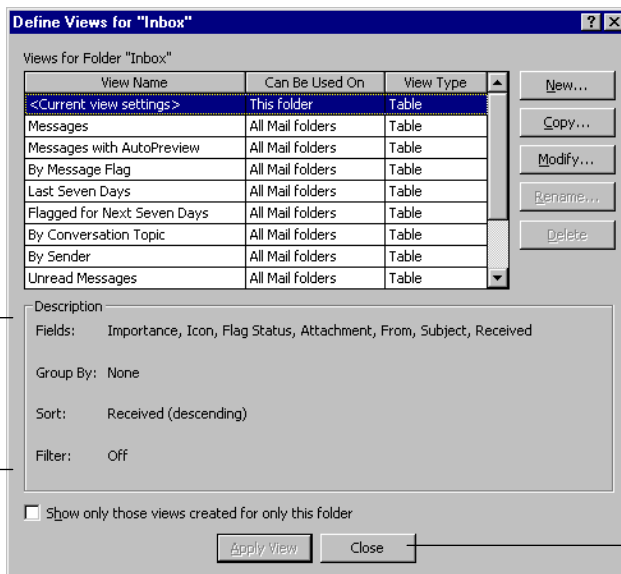 Define Views for "Inbox"
Views for Folder "Inbox"
View Name Can Be Used On View Type
<Current view settings> This folder Table
Messages All Mail folders Table
Messages with AutoPreview All Mail folders Table
By Message Flag All Mail folders Table
Last Seven Days All Mail folders Table
Flagged for Next Seven Days All Mail folders Table
By Conversation Topic All Mail folders Table
By Sender All Mail folders Table
Unread Messages All Mail folders Table
New...
Copy...
Modify...
Rename...
Delete
Description
Fields: Importance, Icon, Flag Status, Attachment, From, Subject, Received
Group By: None
Sort: Received (descending)
Filter: Off
Show only those views created for only this folder
Apply View Close